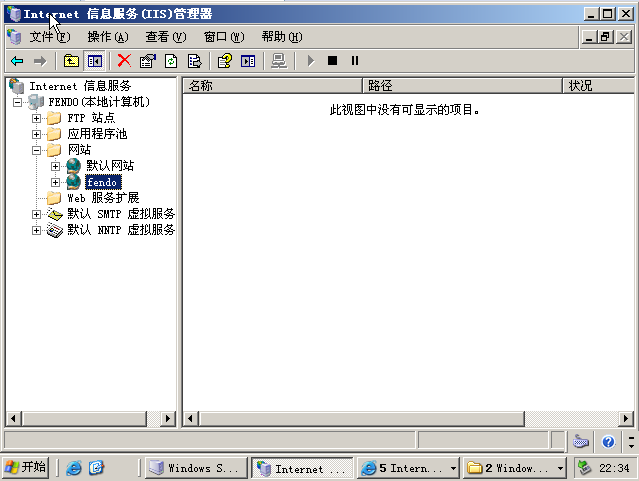 Internet 信息服务(IIS)管理器
文件(F) 操作(A) 查看(V) 窗口(W) 帮助(H)
Internet 信息服务
名称 路径 状况
FENDO(本地计算机)
此视图中没有可显示的项目。
FTP 站点
应用程序池
网站
默认网站
fendo
Web 服务扩展
默认 SMTP 虚拟服务
默认 NNTP 虚拟服务
开始 Windows S... Internet ... 5 Intern... 2 Window... 22:34